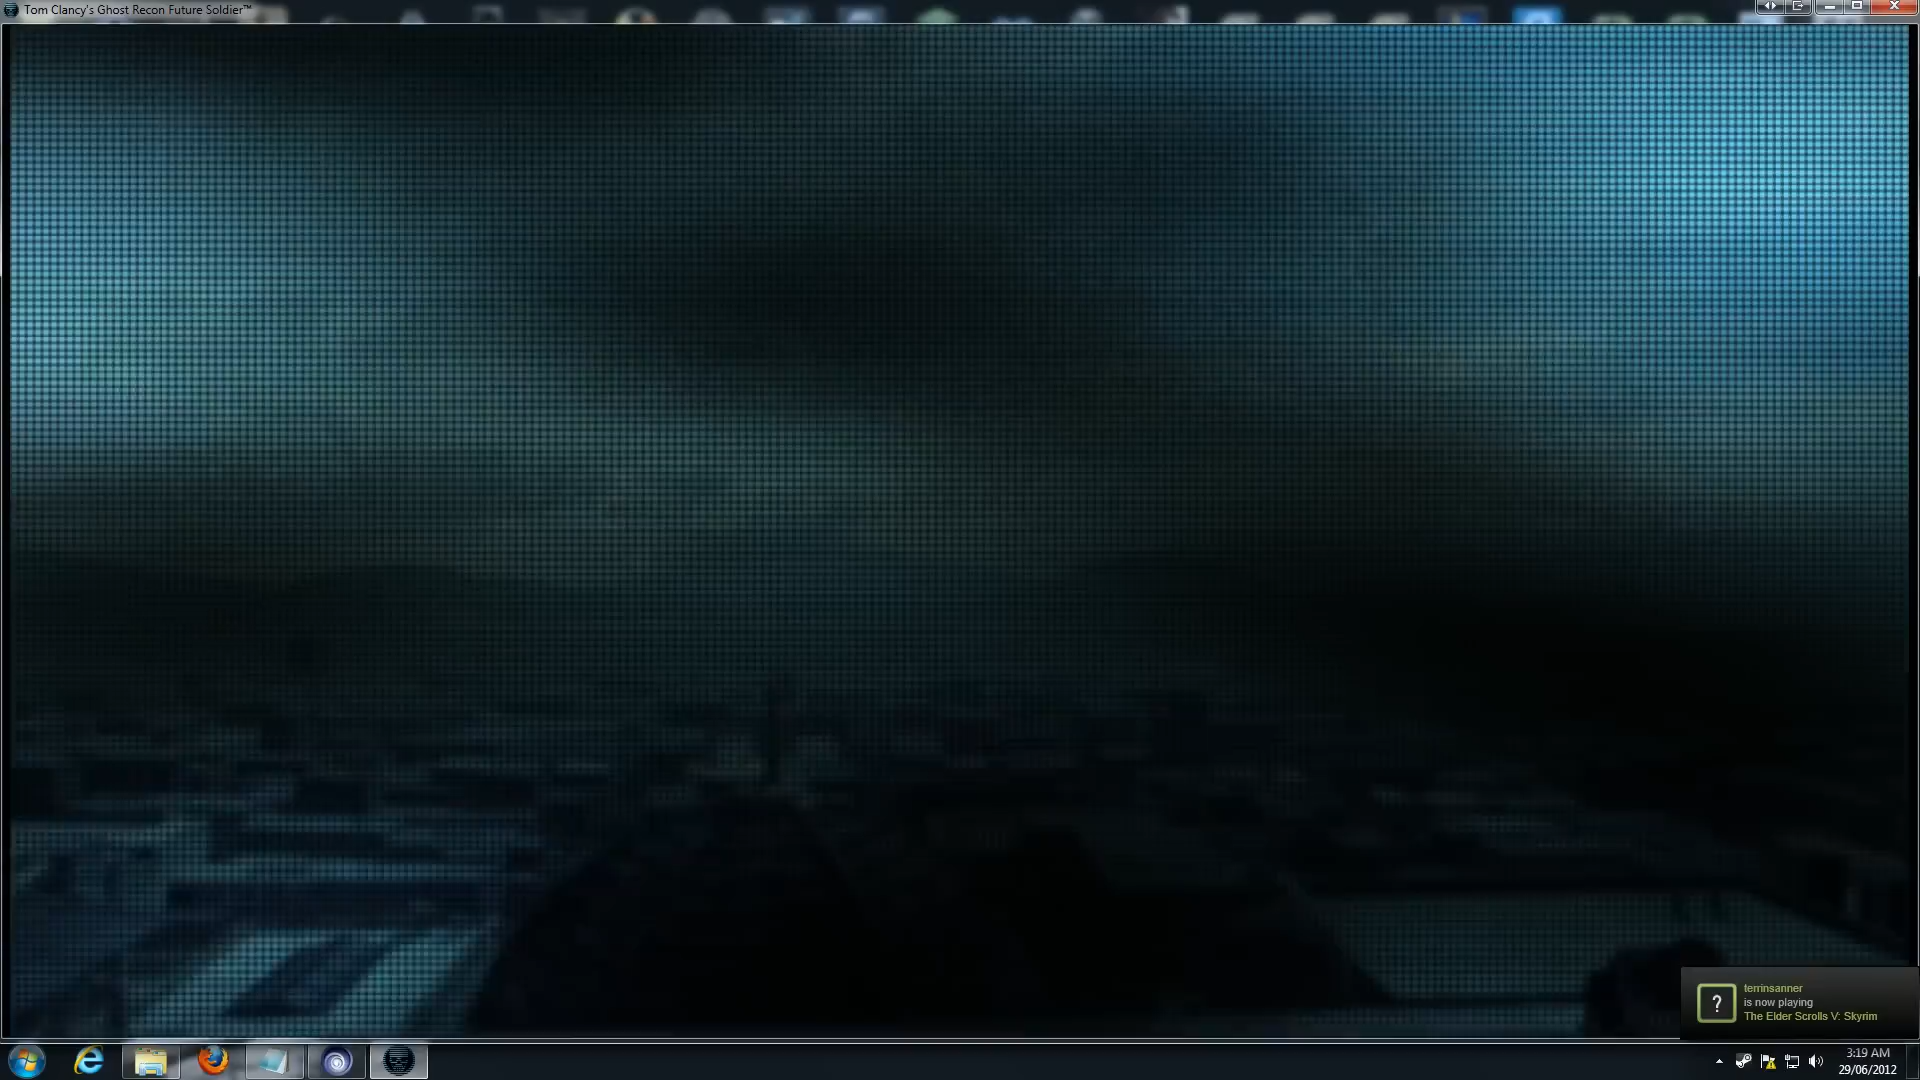 Tom Clancy's Ghost Recon Future Soldier™
terrinsanner
is now playing
The Elder Scrolls V: Skyrim
3:19 AM
29/06/2012